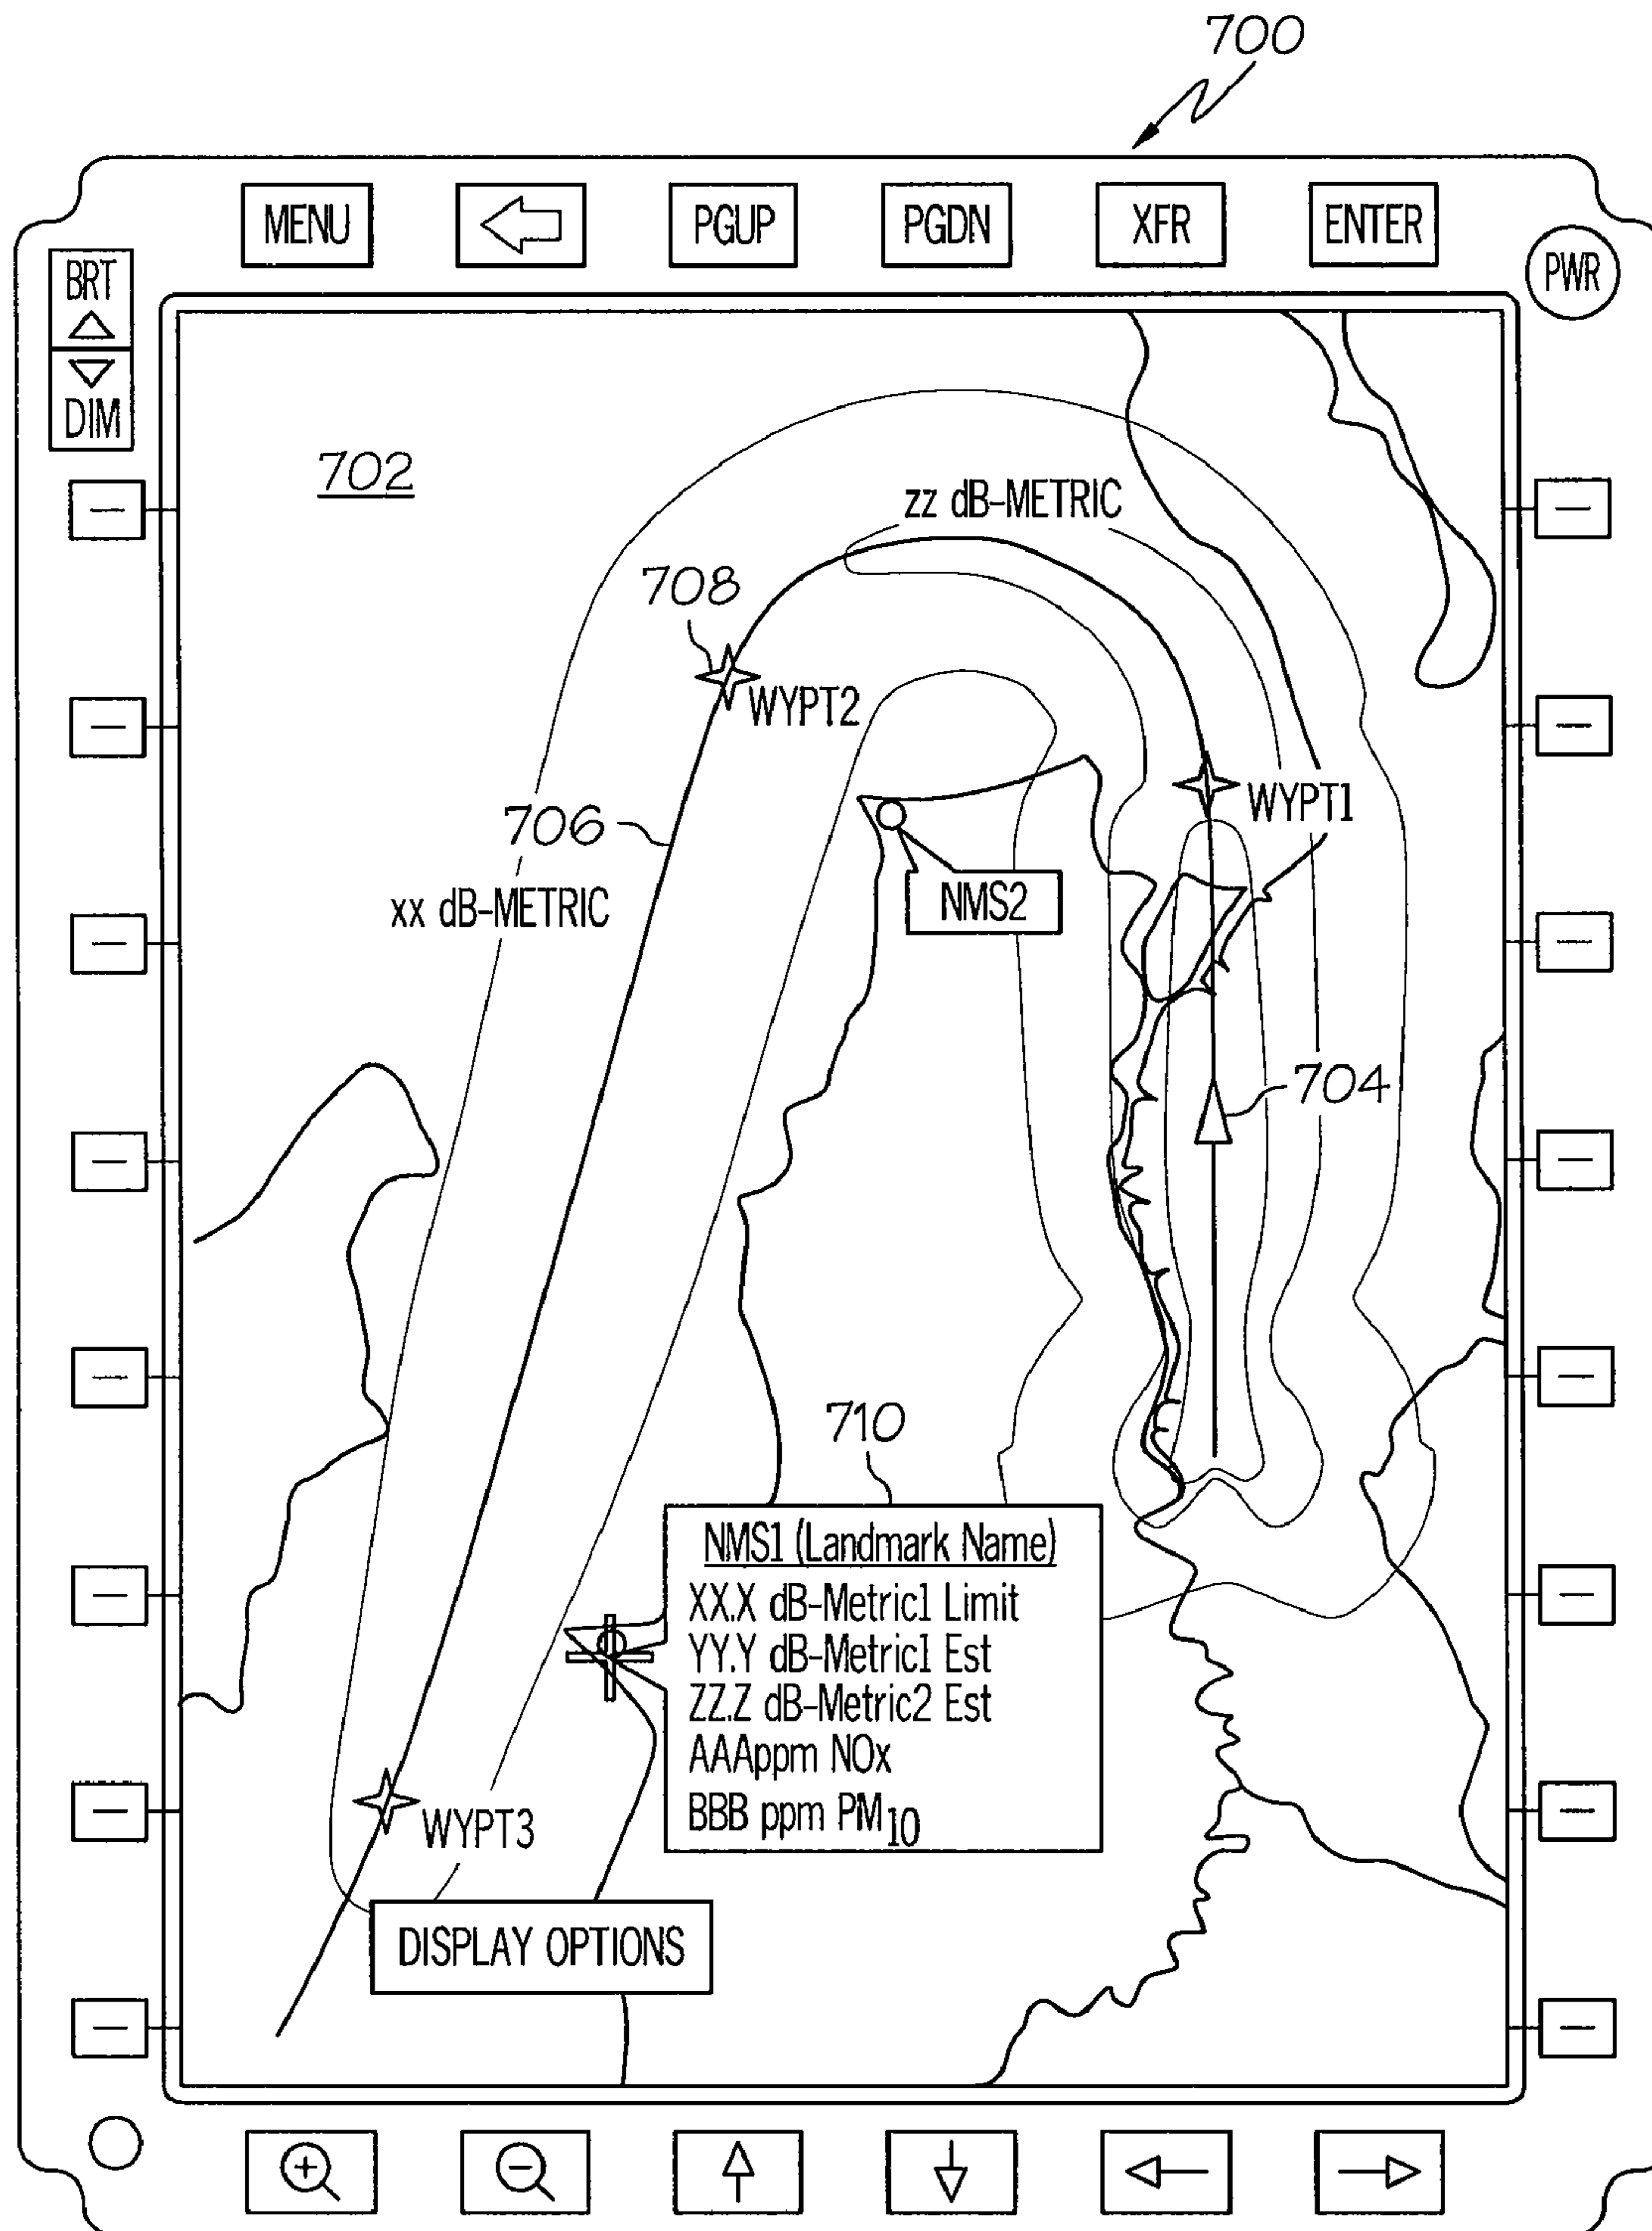 700
MENU
PGUP
PGDN
XFR
ENTER
PWR
BRT
DIM
702
zz dB-METRIC
708
WYPT2
WYPT1
706
xx dB-METRIC
NMS2
704
710
NMS1 (Landmark Name)
XX.X dB-Metric1 Limit
YY.Y dB-Metric1 Est
ZZ.Z dB-Metric2 Est
AAAppm NOx
BBB ppm PM10
WYPT3
DISPLAY OPTIONS